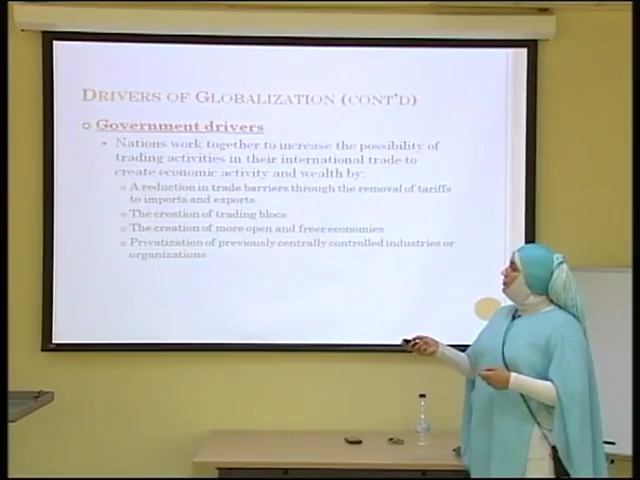 DRIVERS OF GLOBALIZATION (CONT'D)
Government drivers
Nations work together to increase the possibility of
trading activities in their international trade to
create economic activity and wealth by:
A reduction in trade barriers through the removal of tariffs
to imports and exports
The creation of trading blocs
The creation of more open and freer economies
Privatization of previously centrally controlled industries or
organizations